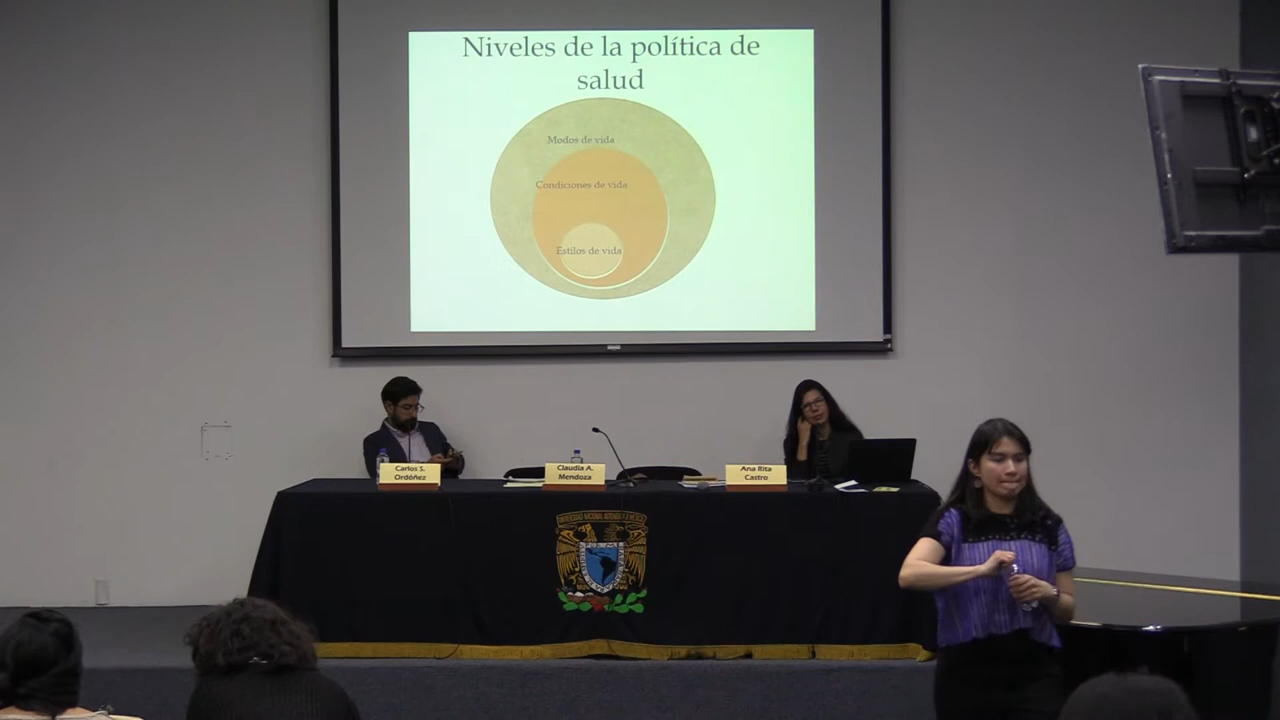 Niveles de la política de
salud
Modos de vida
Condiciones de vida
Estilos de vida
Carlos S.
Ordóñez
Claudia A.
Mendoza
Ana Rita
Castro